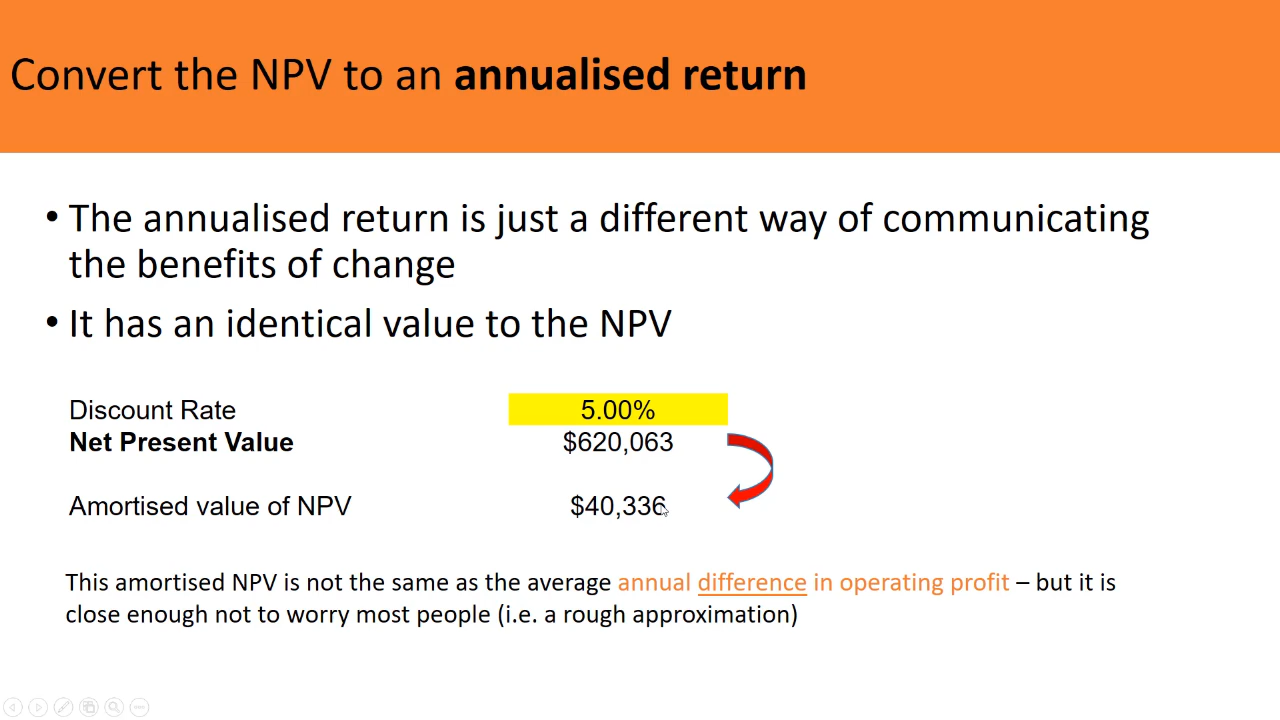 Convert the NPV to an annualised return
• The annualised return is just a different way of communicating
the benefits of change
• It has an identical value to the NPV
Discount Rate 5.00%
Net Present Value $620,063
Amortised value of NPV $40,336
This amortised NPV is not the same as the average annual difference in operating profit – but it is
close enough not to worry most people (i.e. a rough approximation)